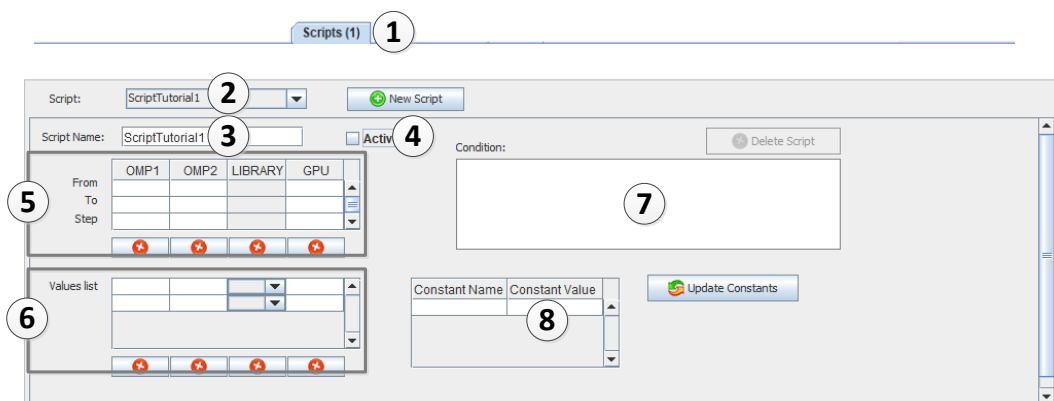 Scripts (1) 1
Script: ScriptTutorial1 2 New Script
Script Name: ScriptTutorial1 3 Activ 4 Delete Script
Condition:
OMP1 OMP2 LIBRARY GPU
From
To
Step
5
7
Values list
6
Constant Name Constant Value
8
Update Constants